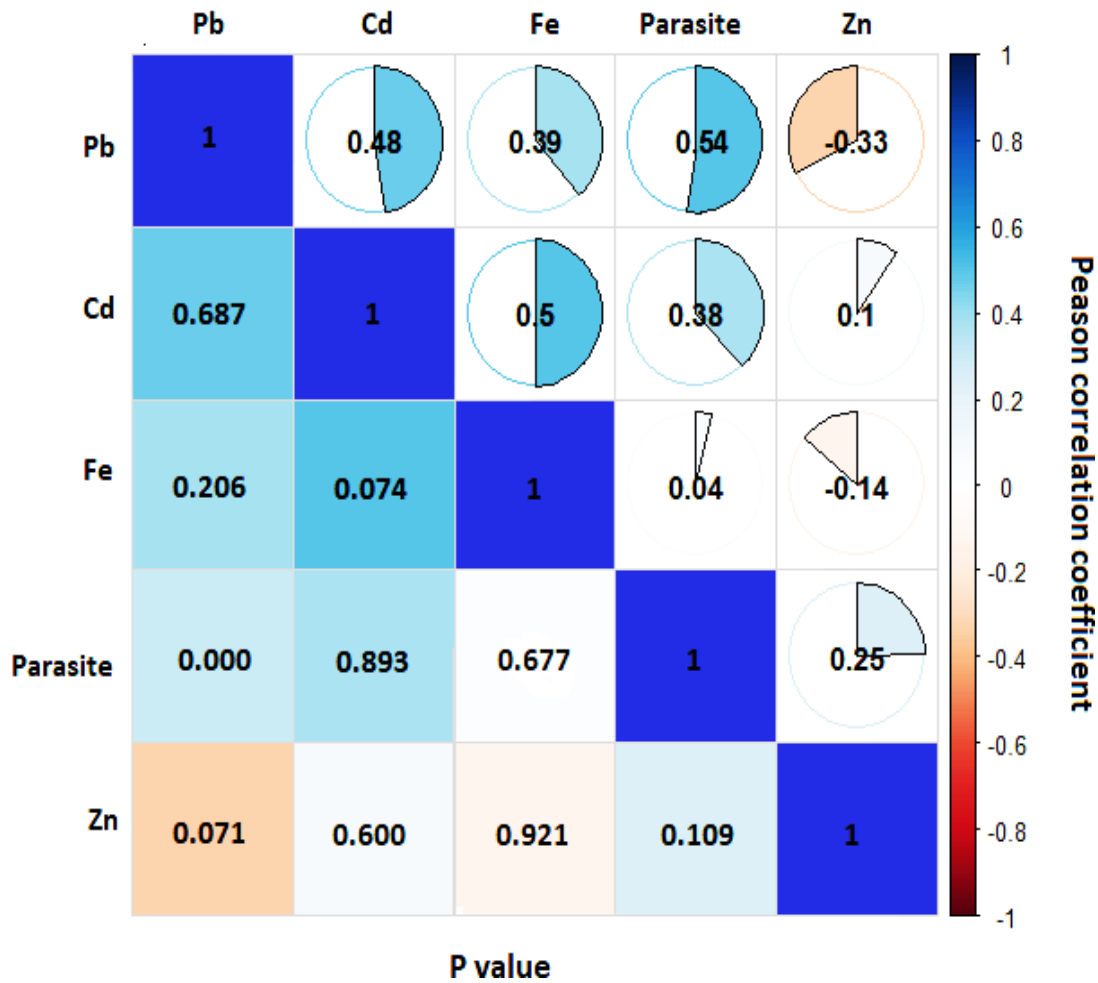 Pb Cd Fe Parasite Zn
Pb 1 0.48 0.39 0.54 -0.33
Cd 0.687 1 0.5 0.38 0.1
Fe 0.206 0.074 1 0.04 -0.14
Parasite 0.000 0.893 0.677 1 0.25
Zn 0.071 0.600 0.921 0.109 1
P value
1
0.8
0.6
0.4
0.2
0
-0.2
-0.4
-0.6
-0.8
-1
Peason correlation coefficient